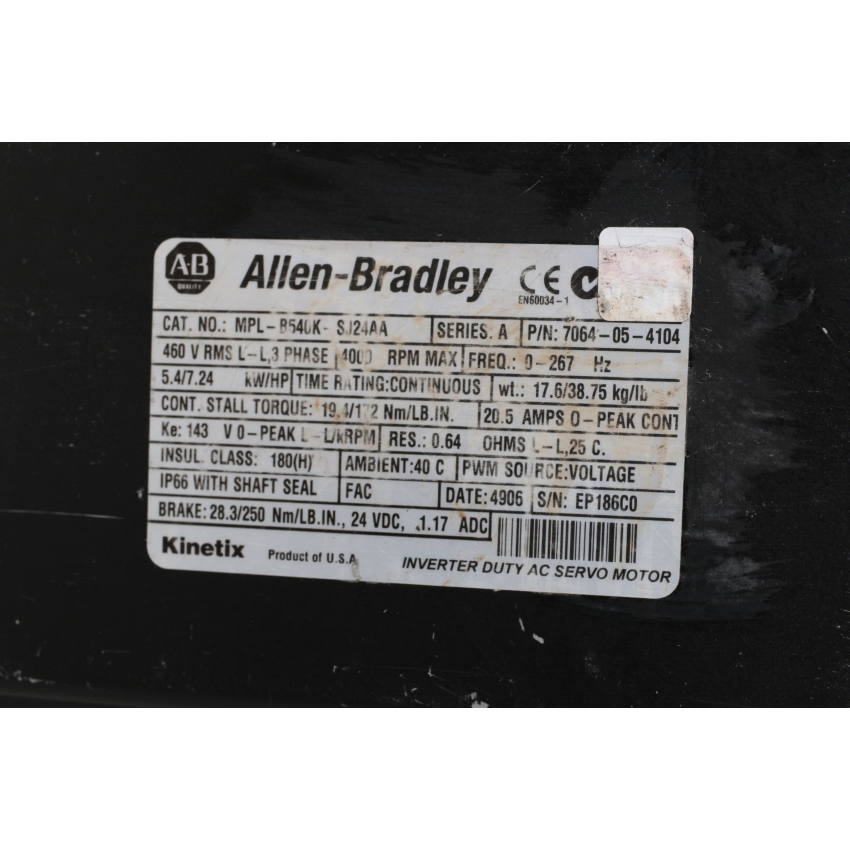 A-B Allen-Bradley CE
QUALITY EN60034-1
CAT. NO.: MPL-B540K-SJ24AA SERIES: A P/N: 7064-05-4104
460 V RMS L-L,3 PHASE 4000 RPM MAX FREQ.: 0-267 Hz
5.4/7.24 kW/HP TIME RATING:CONTINUOUS wt.: 17.6/38.75 kg/lb
CONT. STALL TORQUE: 19.4/172 Nm/LB.IN. 20.5 AMPS 0-PEAK CONT
Ke: 143 V 0-PEAK L-L/kRPM RES.: 0.64 OHMS L-L,25 C.
INSUL CLASS: 180(H) AMBIENT:40 C PWM SOURCE:VOLTAGE
IP66 WITH SHAFT SEAL FAC DATE:4906 S/N: EP186C0
BRAKE: 28.3/250 Nm/LB.IN., 24 VDC, 1.17 ADC
Kinetix Product of U.S.A. INVERTER DUTY AC SERVO MOTOR